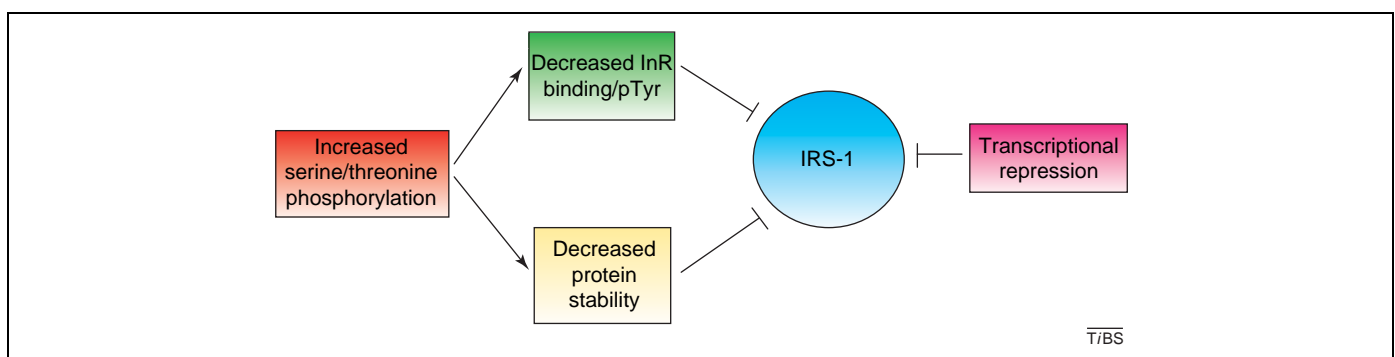 Decreased InR
binding/pTyr
Increased
serine/threonine
phosphorylation
IRS-1
Transcriptional
repression
Decreased
protein
stability
TiBS